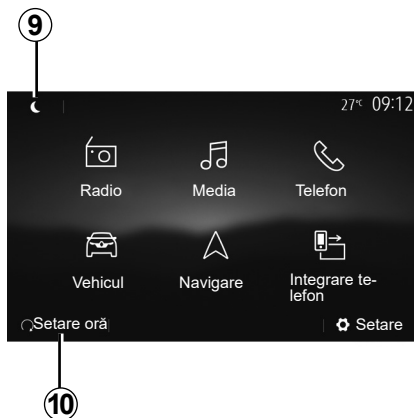 9
27°C 09:12
Radio Media Telefon
Vehicul Navigare Integrare te-
lefon
Setare oră Setare
10